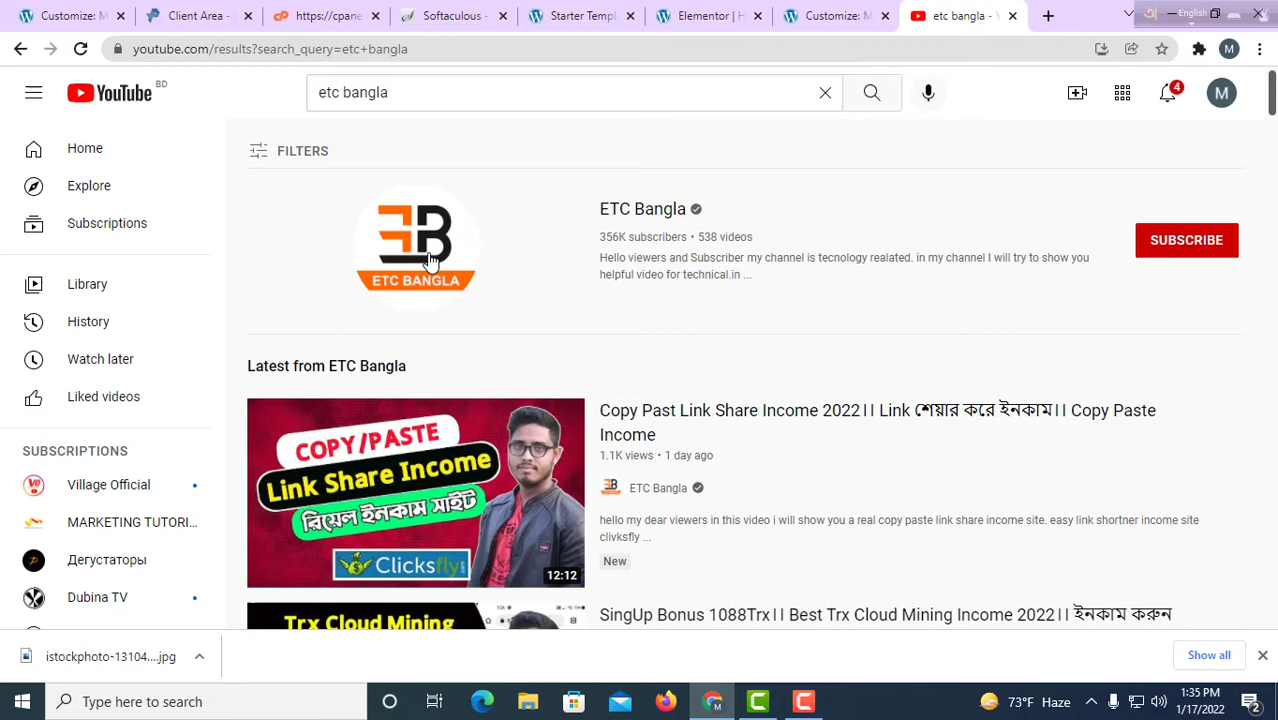 Customize: M
Client Area -
https://cpane
Softaculous
Starter Templ
Elementor | H
Customize: M
etc bangla - Y
English
youtube.com/results?search_query=etc+bangla
YouTube BD
etc bangla
4
M
Home
Explore
Subscriptions
Library
History
Watch later
Liked videos
SUBSCRIPTIONS
Village Official
MARKETING TUTORI...
Дегустаторы
Dubina TV
FILTERS
ETC BANGLA
ETC Bangla
356K subscribers • 538 videos
Hello viewers and Subscriber my channel is tecnology realated. in my channel I will try to show you
helpful video for technical.in ...
SUBSCRIBE
Latest from ETC Bangla
COPY/PASTE
Link Share Income
রিয়েল ইনকাম সাইট
Clicksfly
12:12
Copy Past Link Share Income 2022।। Link শেয়ার করে ইনকাম।। Copy Paste
Income
1.1K views • 1 day ago
ETC Bangla
hello my dear viewers in this video i will show you a real copy paste link share income site. easy link shortner income site
clivksfly ...
New
Trx Cloud Mining
SingUp Bonus 1088Trx।। Best Trx Cloud Mining Income 2022।। ইনকাম করুন
istockphoto-13104....jpg
Show all
Type here to search
73°F Haze
1:35 PM
1/17/2022
2